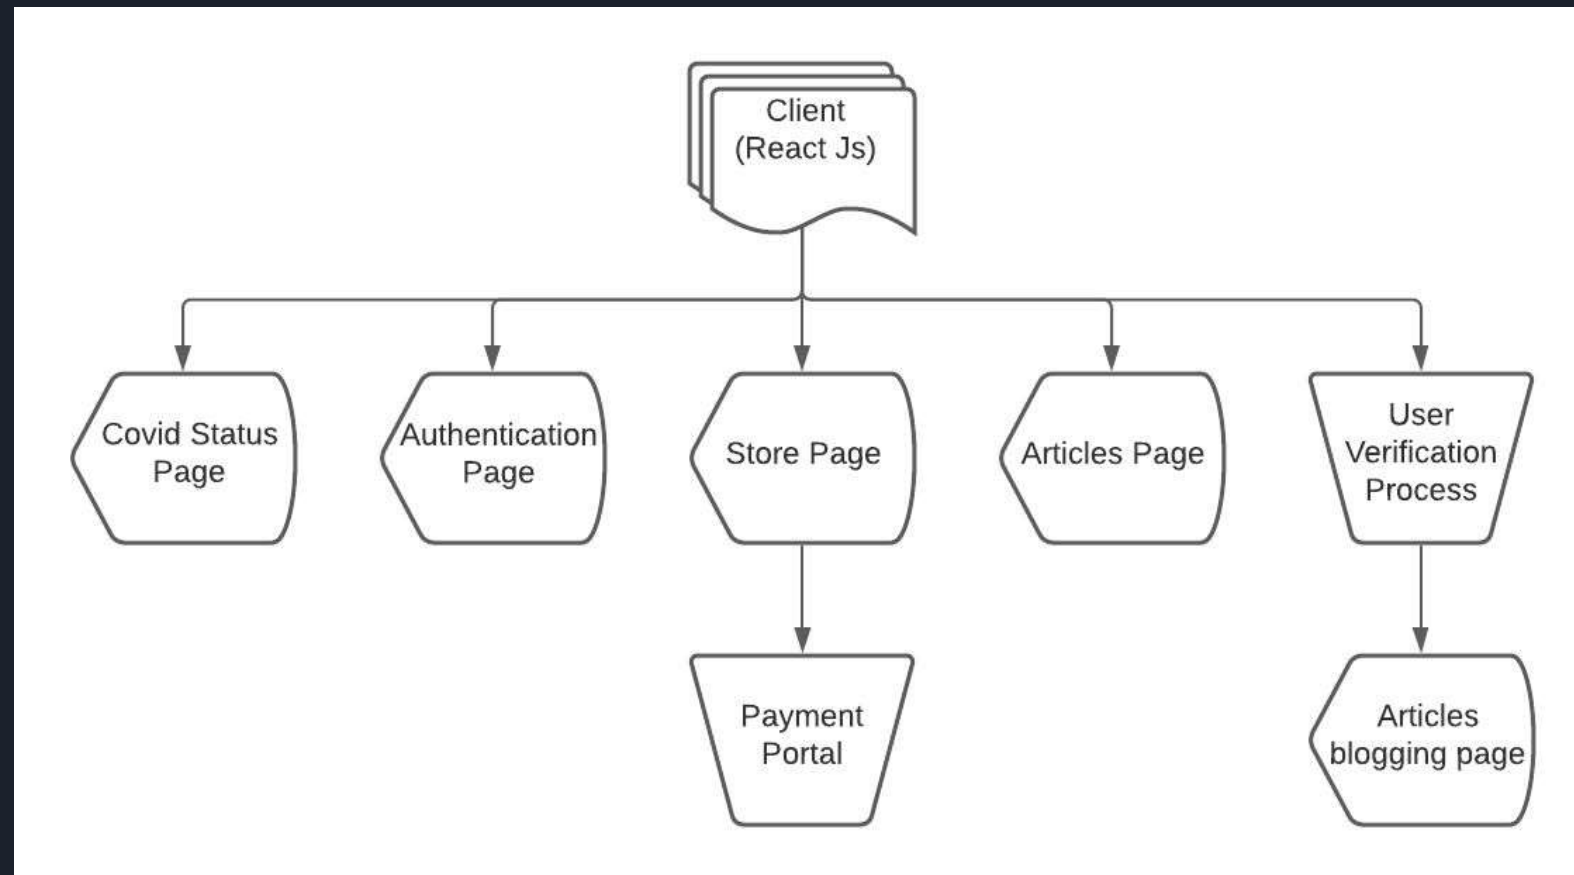 Client
(React Js)
Covid Status
Page
Authentication
Page
Store Page
Articles Page
User
Verification
Process
Payment
Portal
Articles
blogging page